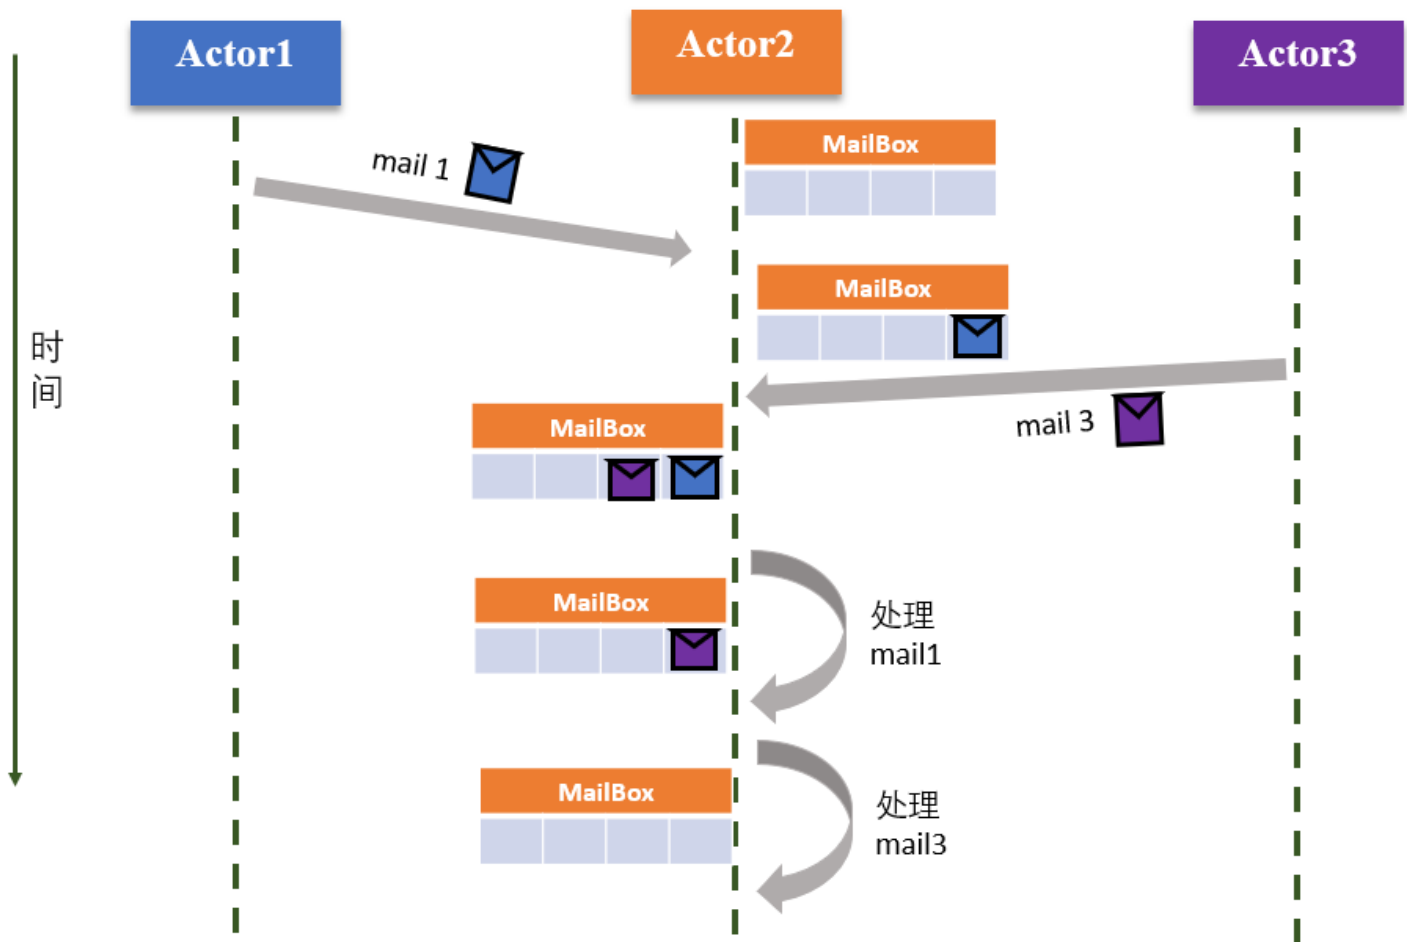 Actor1
Actor2
Actor3
mail 1
MailBox
MailBox
时
间
mail 3
MailBox
MailBox
处理
mail1
MailBox
处理
mail3